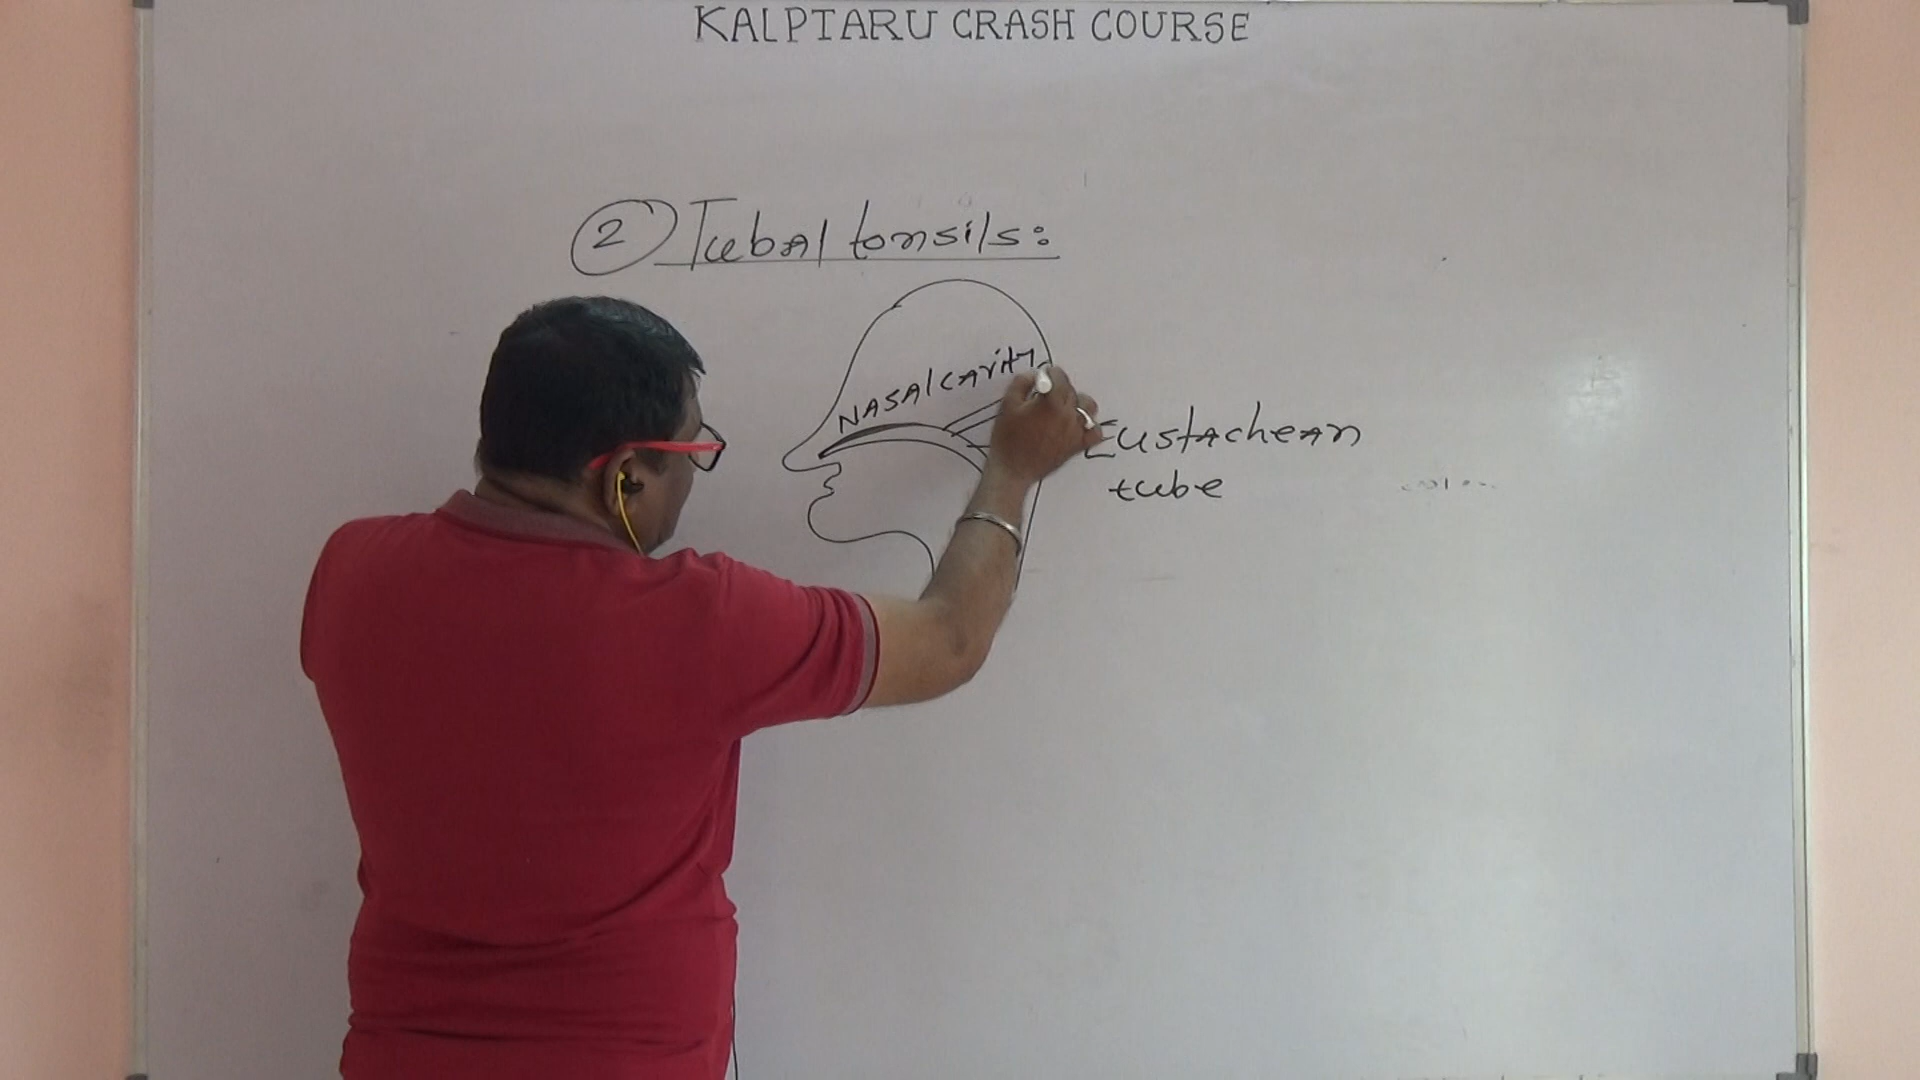 KALPTARU CRASH COURSE
② Tubal tonsils:
NASAl CAvity
Eustachean
tube